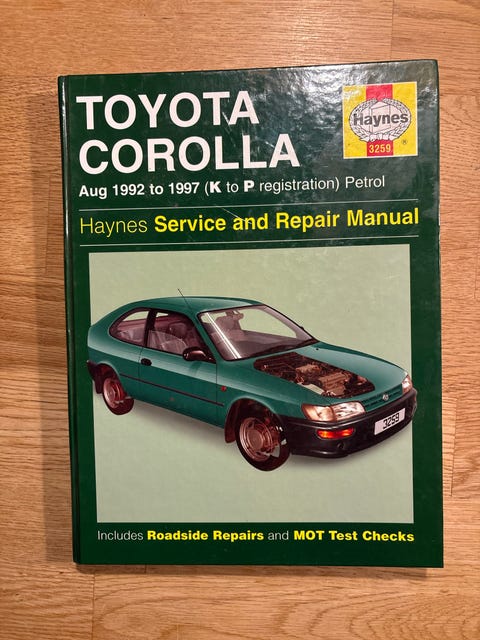 TOYOTA
COROLLA
Haynes
3259
®
Aug 1992 to 1997 (K to P registration) Petrol
Haynes Service and Repair Manual
3259
Includes Roadside Repairs and MOT Test Checks